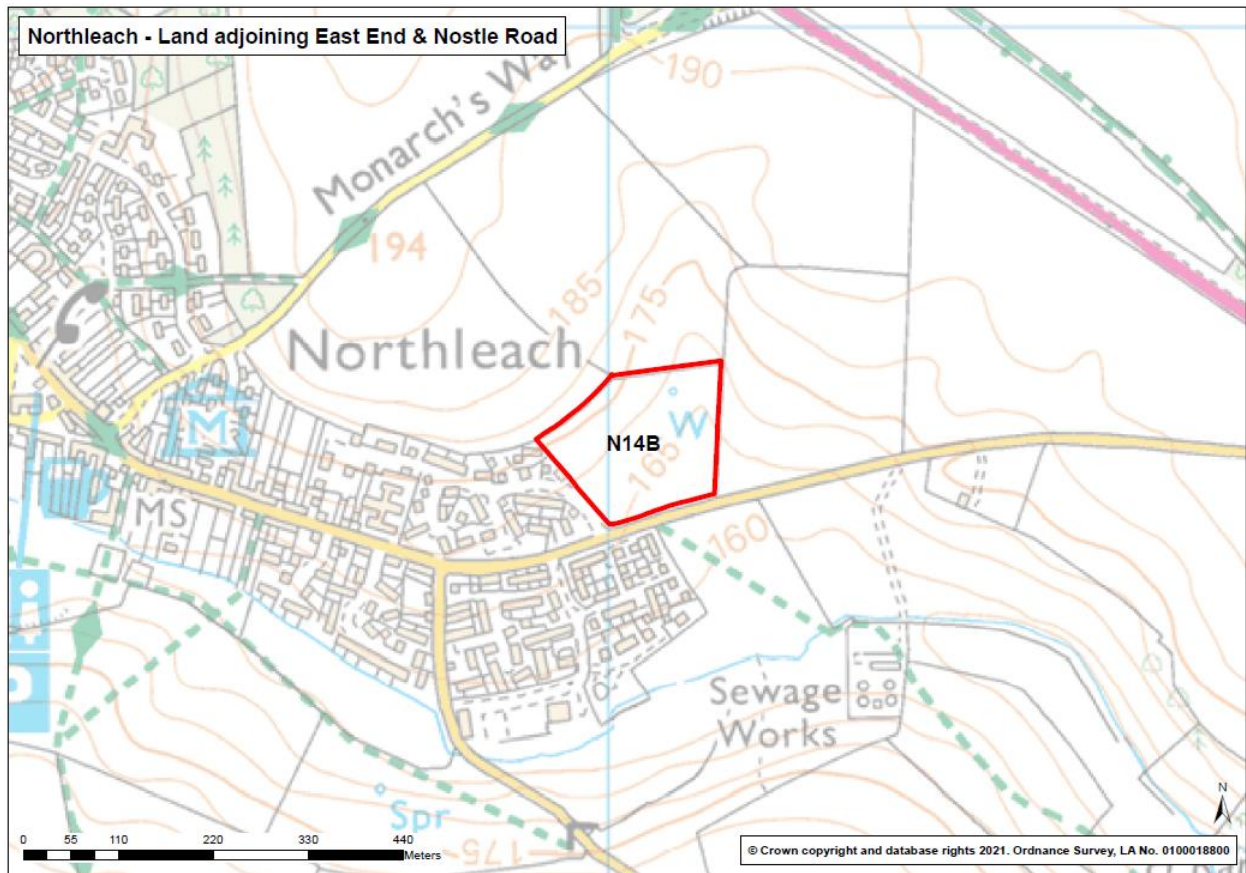 Northleach - Land adjoining East End & Nostle Road
Monarch's Way
190
194
185
175
Northleach
N14B
W
165
M
MS
160
Sewage
Works
Spr
175
0 55 110 220 330 440
Meters
N
© Crown copyright and database rights 2021. Ordnance Survey, LA No. 0100018800